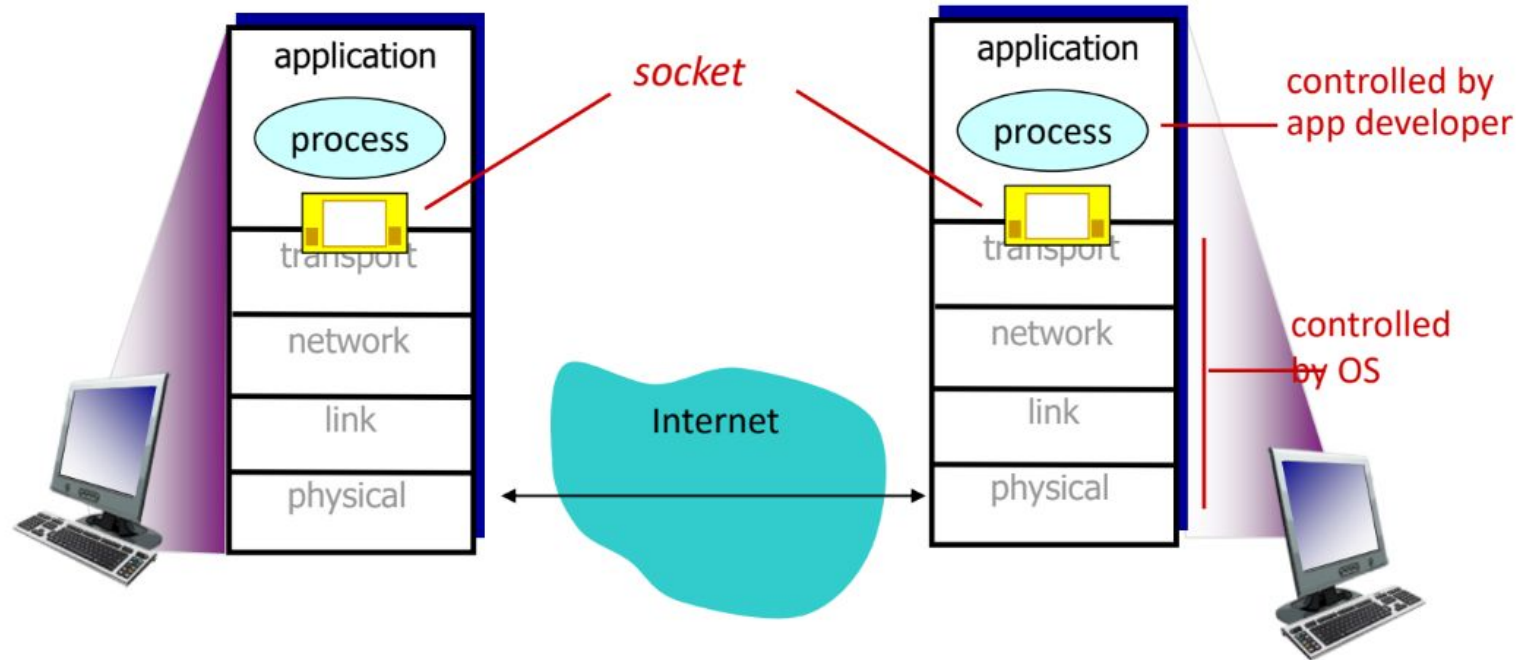 application
process
transport
network
link
physical
socket
Internet
application
process
transport
network
link
physical
controlled by
app developer
controlled
by OS